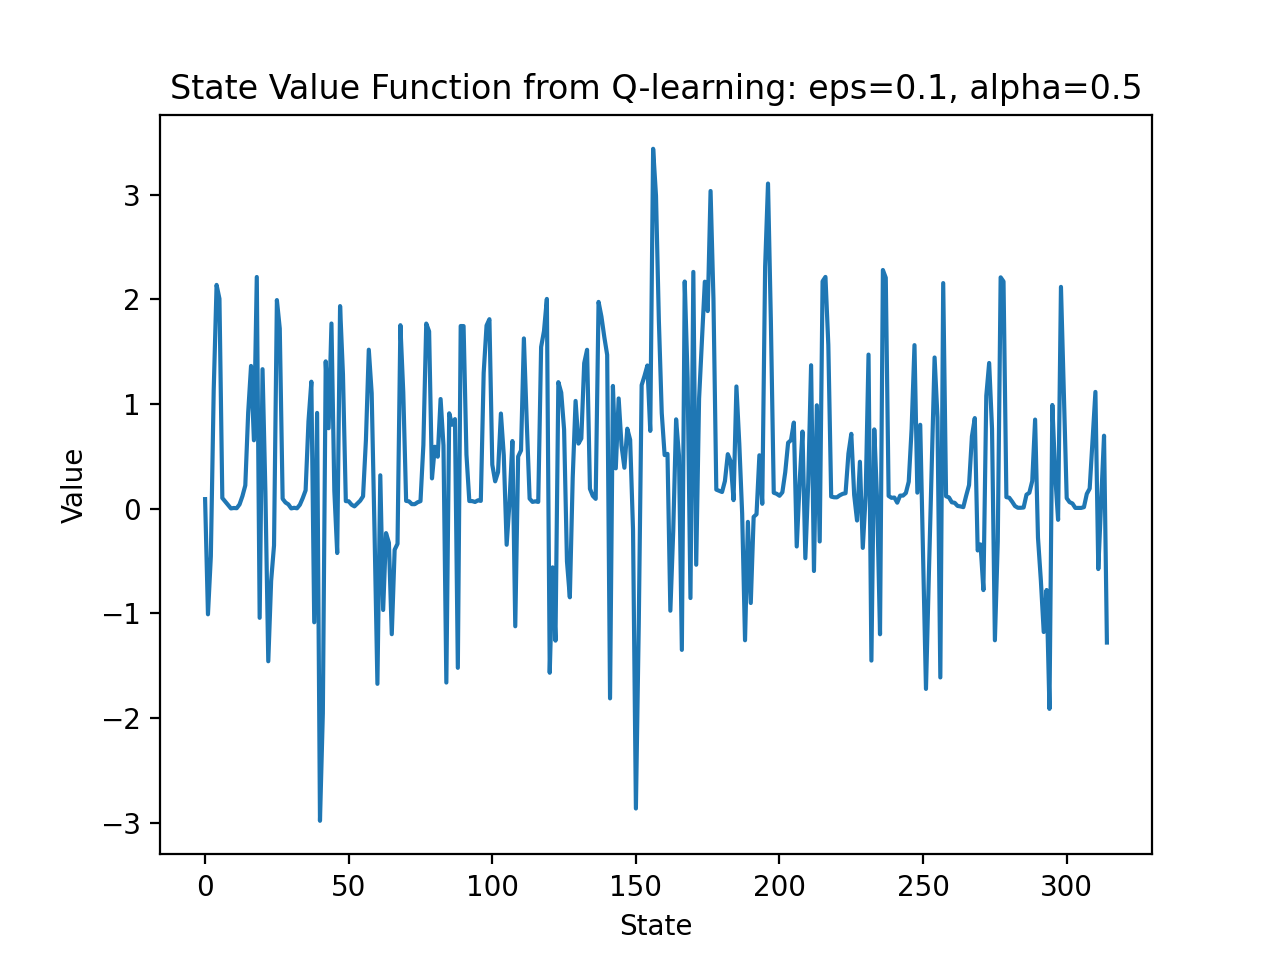 State Value Function from Q-learning: eps=0.1, alpha=0.5
3
2
1
0
−1
−2
−3
Value
0 50 100 150 200 250 300
State